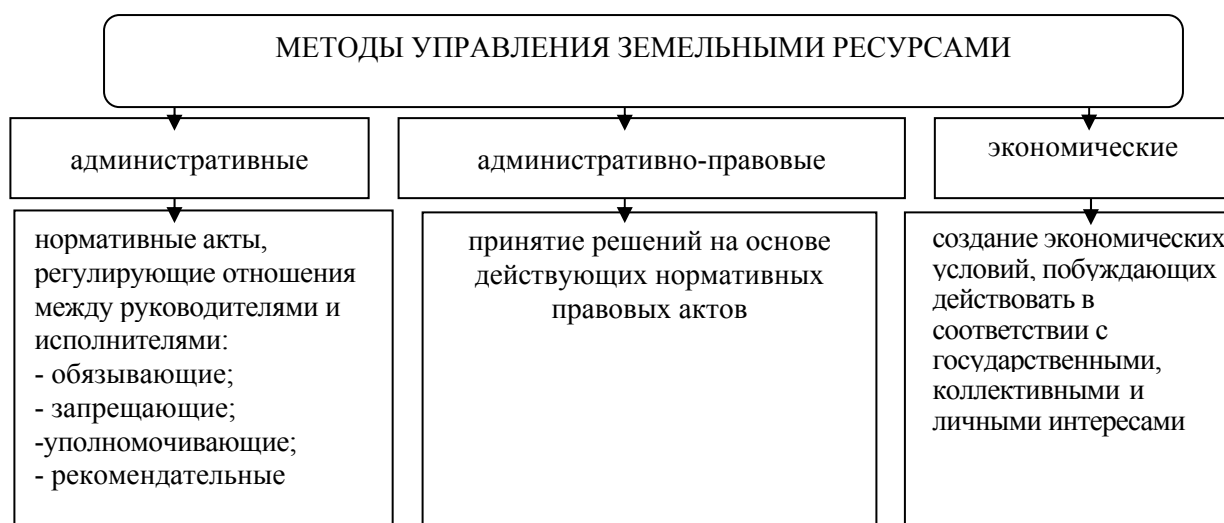 МЕТОДЫ УПРАВЛЕНИЯ ЗЕМЕЛЬНЫМИ РЕСУРСАМИ
административные
административно-правовые
экономические
нормативные акты,
регулирующие отношения
между руководителями и
исполнителями:
- обязывающие;
- запрещающие;
-уполномочивающие;
- рекомендательные
принятие решений на основе
действующих нормативных
правовых актов
создание экономических
условий, побуждающих
действовать в
соответствии с
государственными,
коллективными и
личными интересами